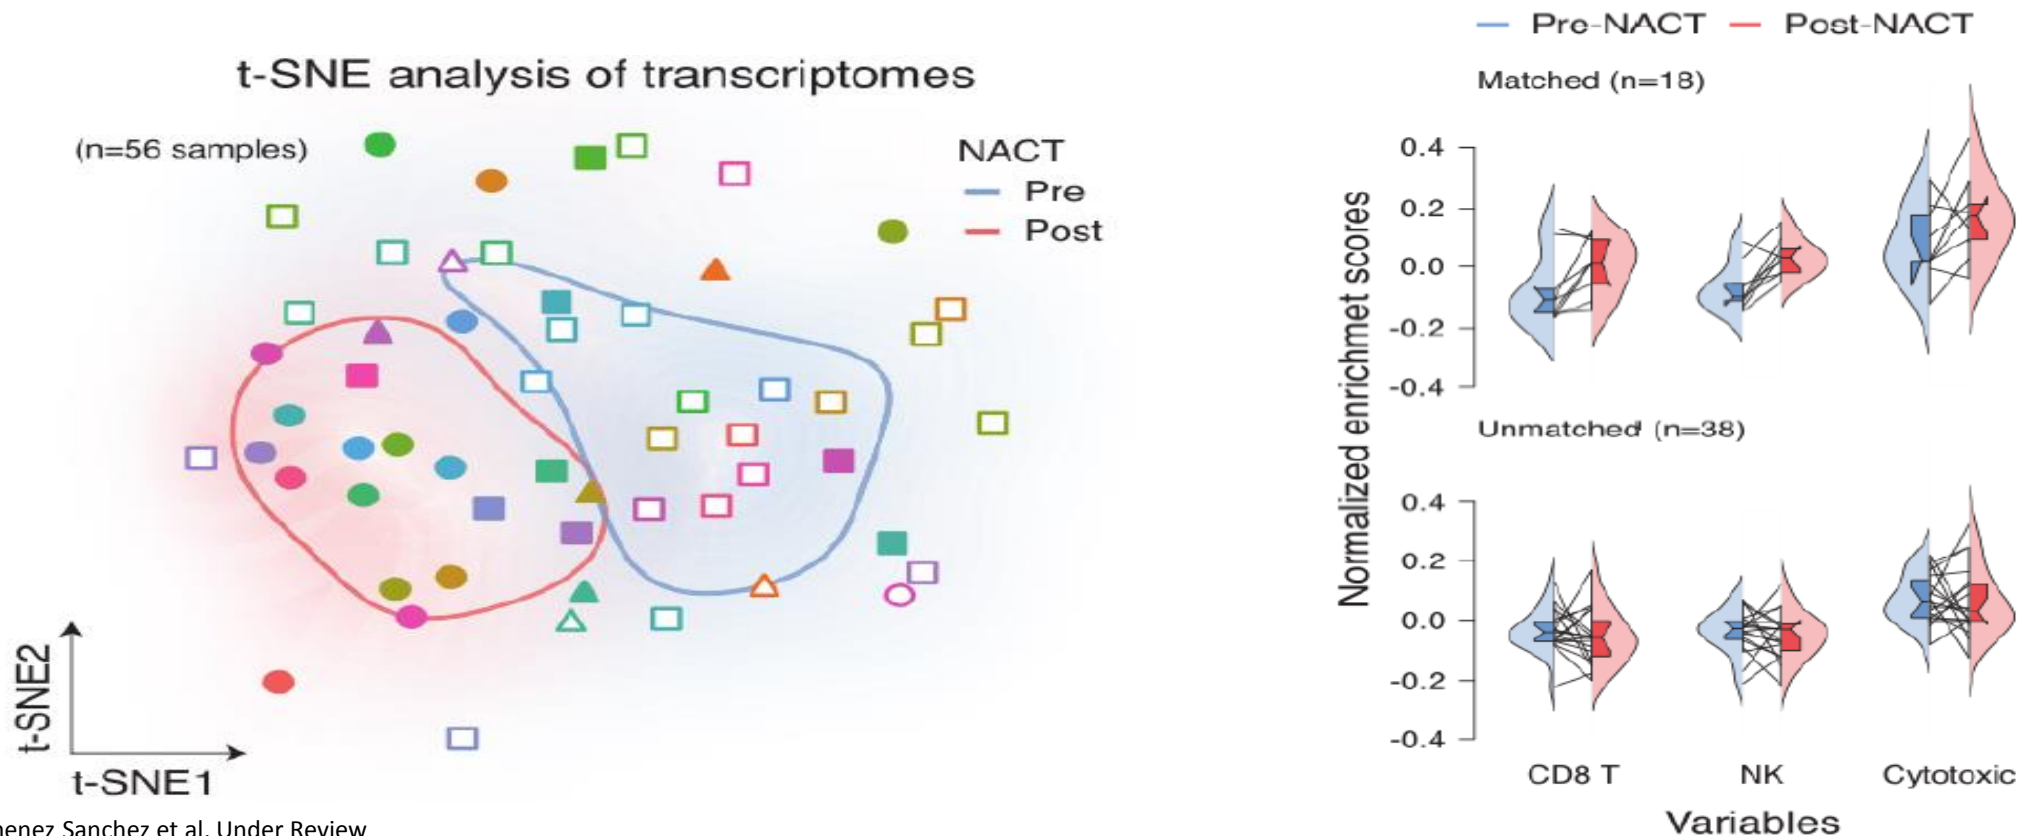 t-SNE analysis of transcriptomes
(n=56 samples)
NACT
Pre
Post
t-SNE2
t-SNE1
Pre-NACT
Post-NACT
Matched (n=18)
0.4
0.2
0.0
-0.2
-0.4
Unmatched (n=38)
0.4
0.2
0.0
-0.2
-0.4
Normalized enrichmet scores
CD8 T
NK
Cytotoxic
Variables
Sanchez et al. Under Review